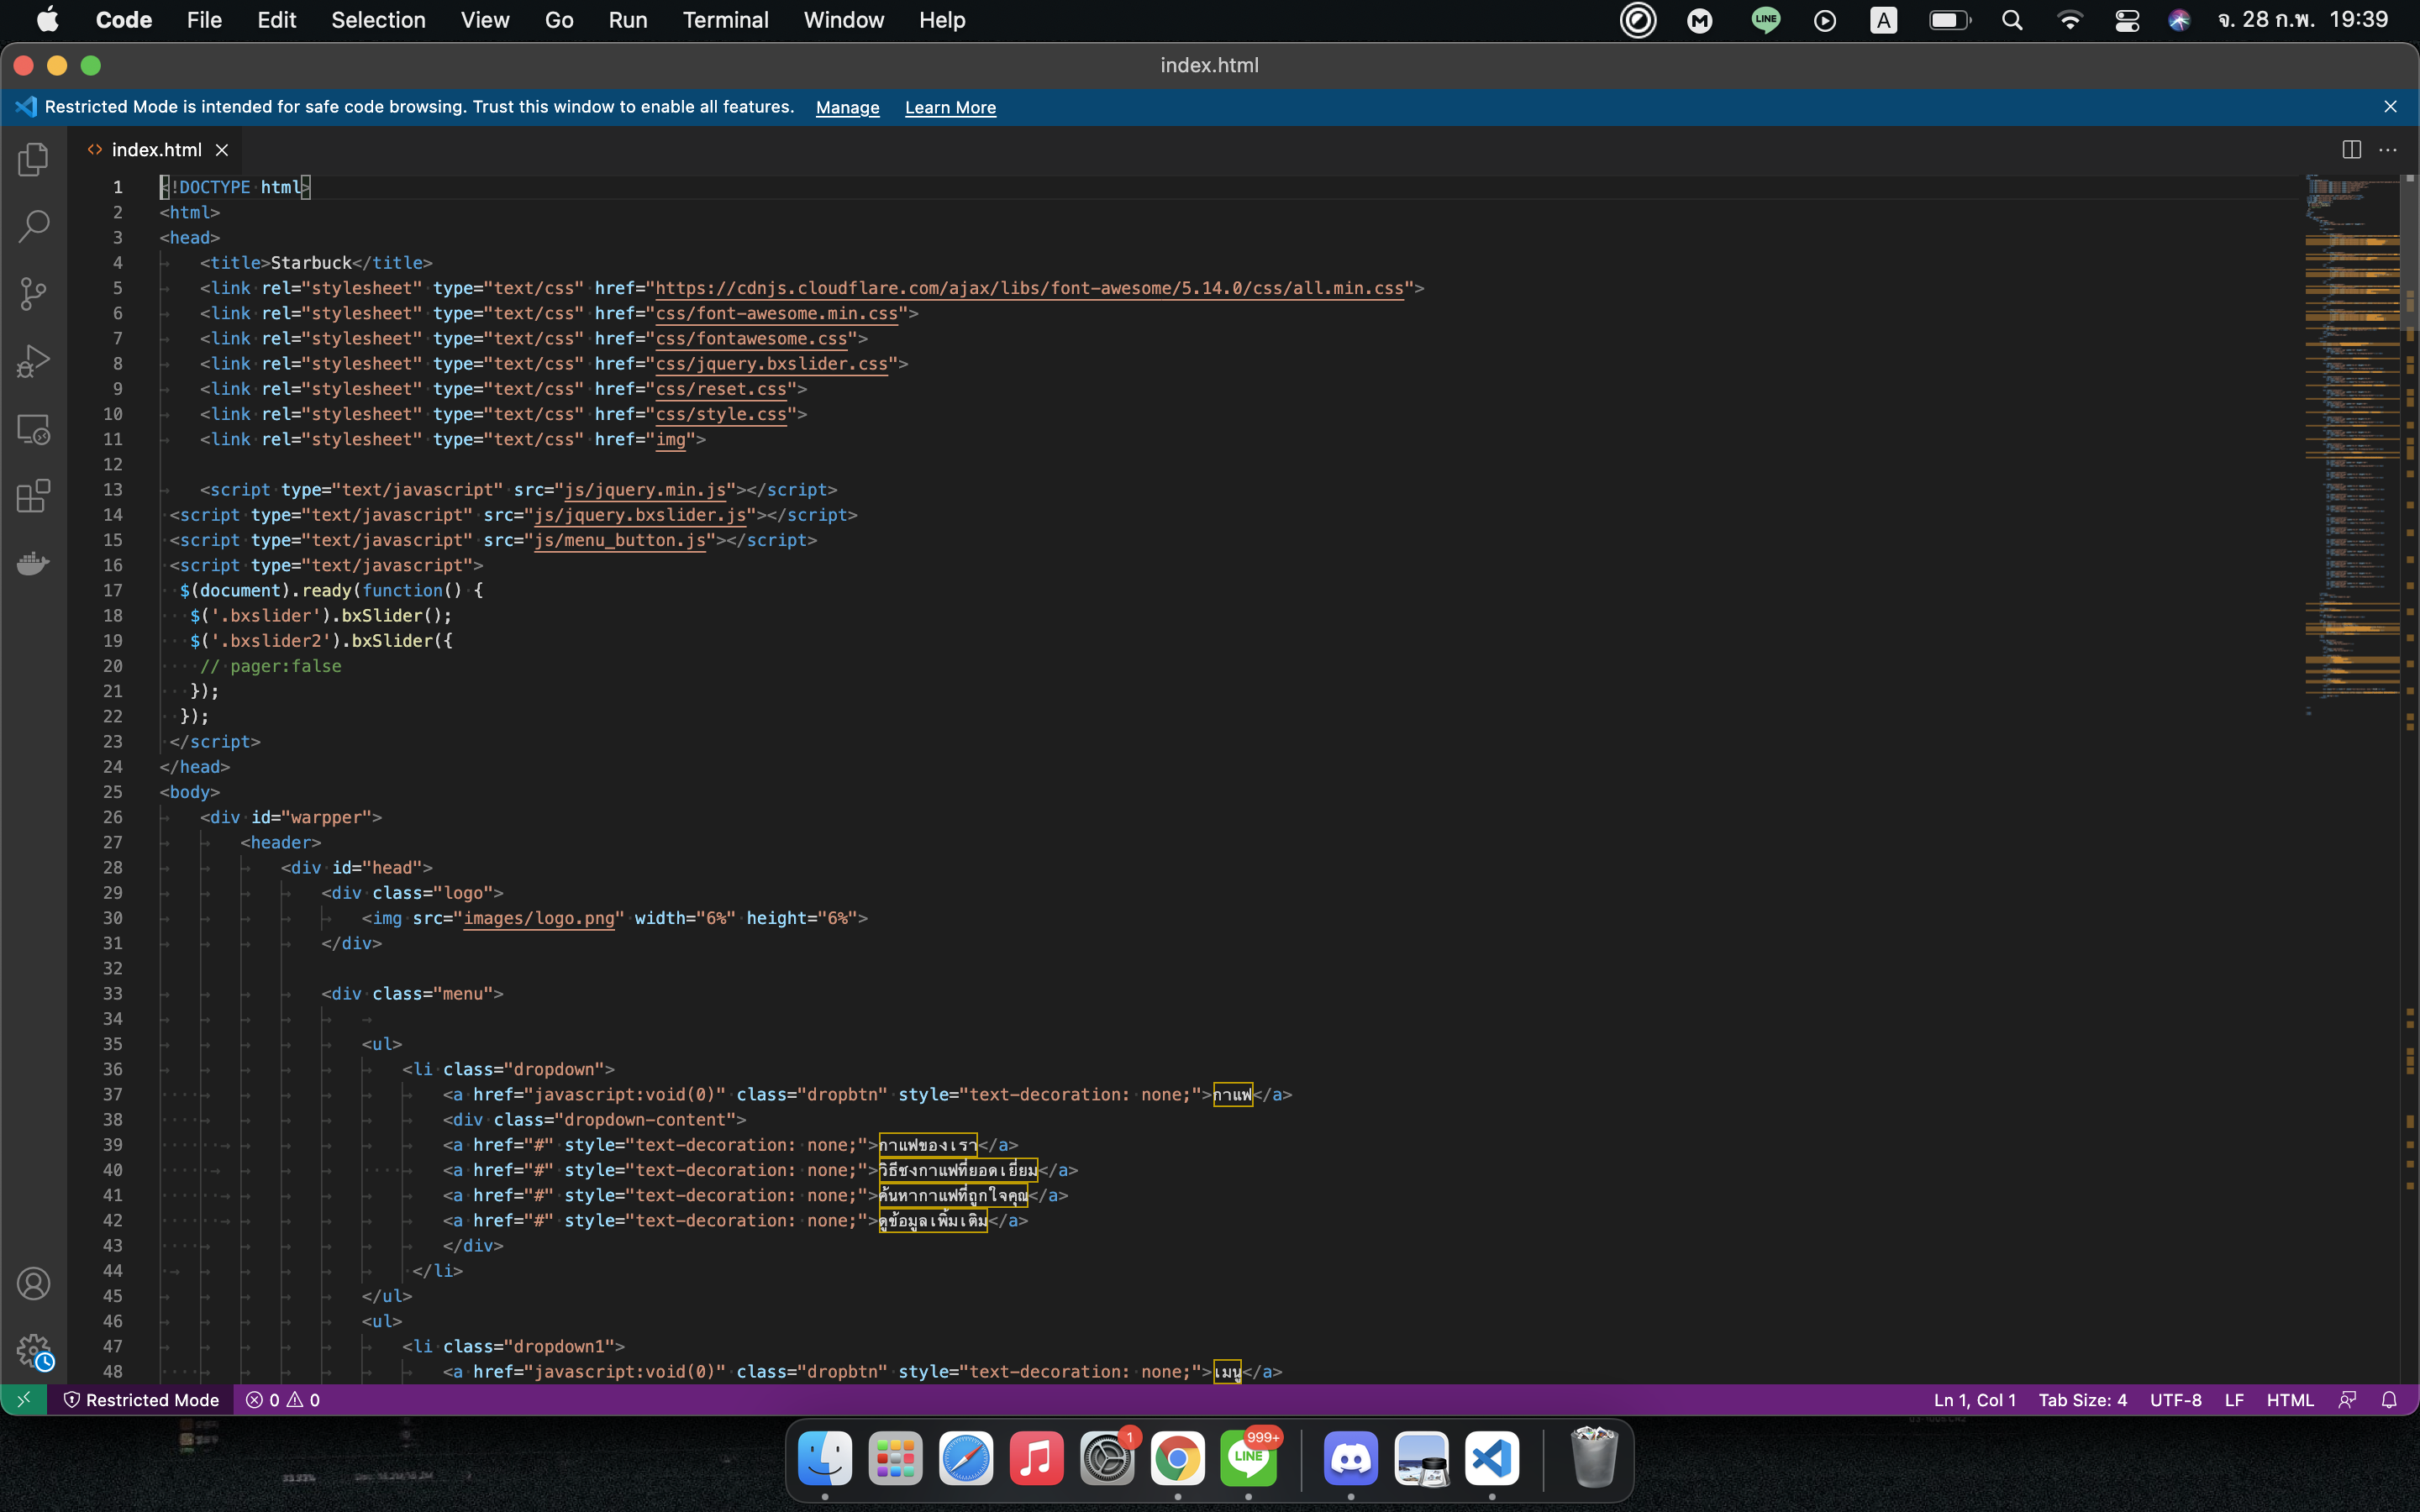 Code File Edit Selection View Go Run Terminal Window Help M LINE A จ. 28 ก.พ. 19:39
index.html
Restricted Mode is intended for safe code browsing. Trust this window to enable all features. Manage Learn More
<> index.html
1 <!DOCTYPE html>
2 <html>
3 <head>
4 <title>Starbuck</title>
5 <link rel="stylesheet" type="text/css" href="https://cdnjs.cloudflare.com/ajax/libs/font-awesome/5.14.0/css/all.min.css">
6 <link rel="stylesheet" type="text/css" href="css/font-awesome.min.css">
7 <link rel="stylesheet" type="text/css" href="css/fontawesome.css">
8 <link rel="stylesheet" type="text/css" href="css/jquery.bxslider.css">
9 <link rel="stylesheet" type="text/css" href="css/reset.css">
10 <link rel="stylesheet" type="text/css" href="css/style.css">
11 <link rel="stylesheet" type="text/css" href="img">
12
13 <script type="text/javascript" src="js/jquery.min.js"></script>
14 <script type="text/javascript" src="js/jquery.bxslider.js"></script>
15 <script type="text/javascript" src="js/menu_button.js"></script>
16 <script type="text/javascript">
17 $(document).ready(function() {
18 $('.bxslider').bxSlider();
19 $('.bxslider2').bxSlider({
20 // pager:false
21 });
22 });
23 </script>
24 </head>
25 <body>
26 <div id="warpper">
27 <header>
28 <div id="head">
29 <div class="logo">
30 <img src="images/logo.png" width="6%" height="6%">
31 </div>
32
33 <div class="menu">
34
35 <ul>
36 <li class="dropdown">
37 <a href="javascript:void(0)" class="dropbtn" style="text-decoration: none;">กาแฟ</a>
38 <div class="dropdown-content">
39 <a href="#" style="text-decoration: none;">กาแฟของเรา</a>
40 <a href="#" style="text-decoration: none;">วิธีชงกาแฟที่ยอดเยี่ยม</a>
41 <a href="#" style="text-decoration: none;">ค้นหากาแฟที่ถูกใจคุณ</a>
42 <a href="#" style="text-decoration: none;">ดูข้อมูลเพิ่มเติม</a>
43 </div>
44 </li>
45 </ul>
46 <ul>
47 <li class="dropdown1">
48 <a href="javascript:void(0)" class="dropbtn" style="text-decoration: none;">เมนู</a>
Restricted Mode 0 0 Ln 1, Col 1 Tab Size: 4 UTF-8 LF HTML
1 999+
LINE